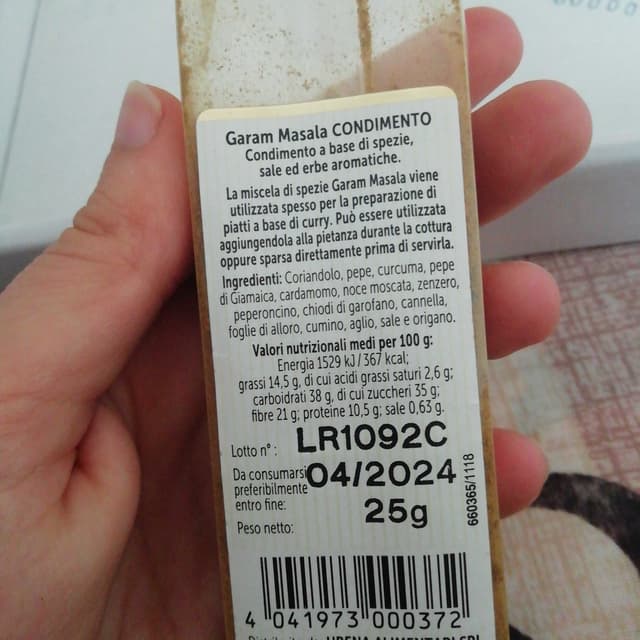 Garam Masala CONDIMENTO
Condimento a base di spezie,
sale ed erbe aromatiche.
La miscela di spezie Garam Masala viene
utilizzata spesso per la preparazione di
piatti a base di curry. Può essere utilizzata
aggiungendola alla pietanza durante la cottura
oppure sparsa direttamente prima di servirla.
Ingredienti: Coriandolo, pepe, curcuma, pepe
di Giamaica, cardamomo, noce moscata, zenzero,
peperoncino, chiodi di garofano, cannella,
foglie di alloro, cumino, aglio, sale e origano.
Valori nutrizionali medi per 100 g:
Energia 1529 kJ / 367 kcal;
grassi 14,5 g, di cui acidi grassi saturi 2,6 g;
carboidrati 38 g, di cui zuccheri 35 g;
fibre 21 g; proteine 10,5 g; sale 0,63 g.
Lotto n°: LR1092C
Da consumarsi
preferibilmente
entro fine: 04/2024
Peso netto: 25g
660365/1118
4 041973 000372